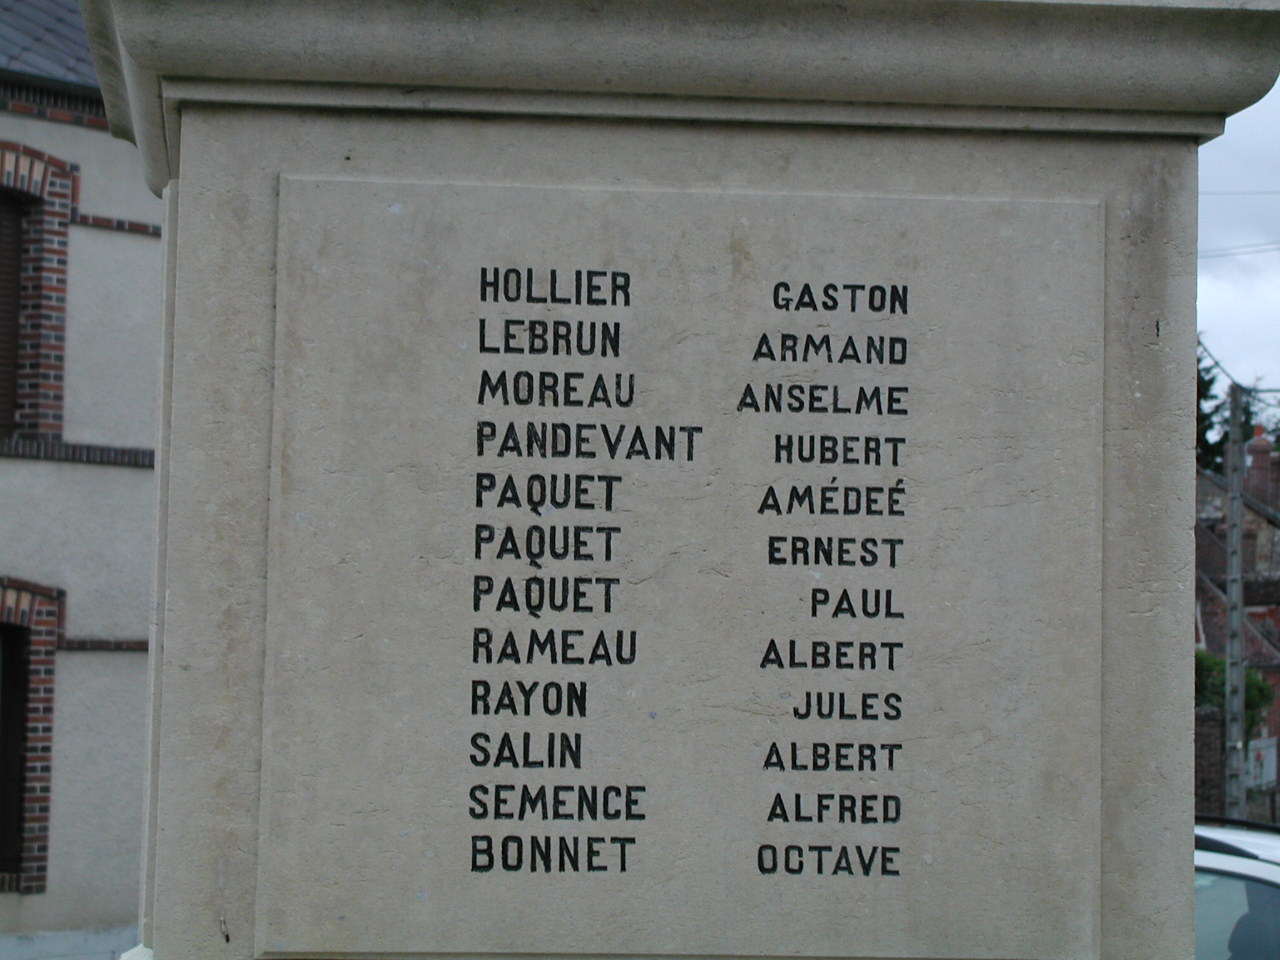 HOLLIER GASTON
LEBRUN ARMAND
MOREAU ANSELME
PANDEVANT HUBERT
PAQUET AMÉDEÉ
PAQUET ERNEST
PAQUET PAUL
RAMEAU ALBERT
RAYON JULES
SALIN ALBERT
SEMENCE ALFRED
BONNET OCTAVE